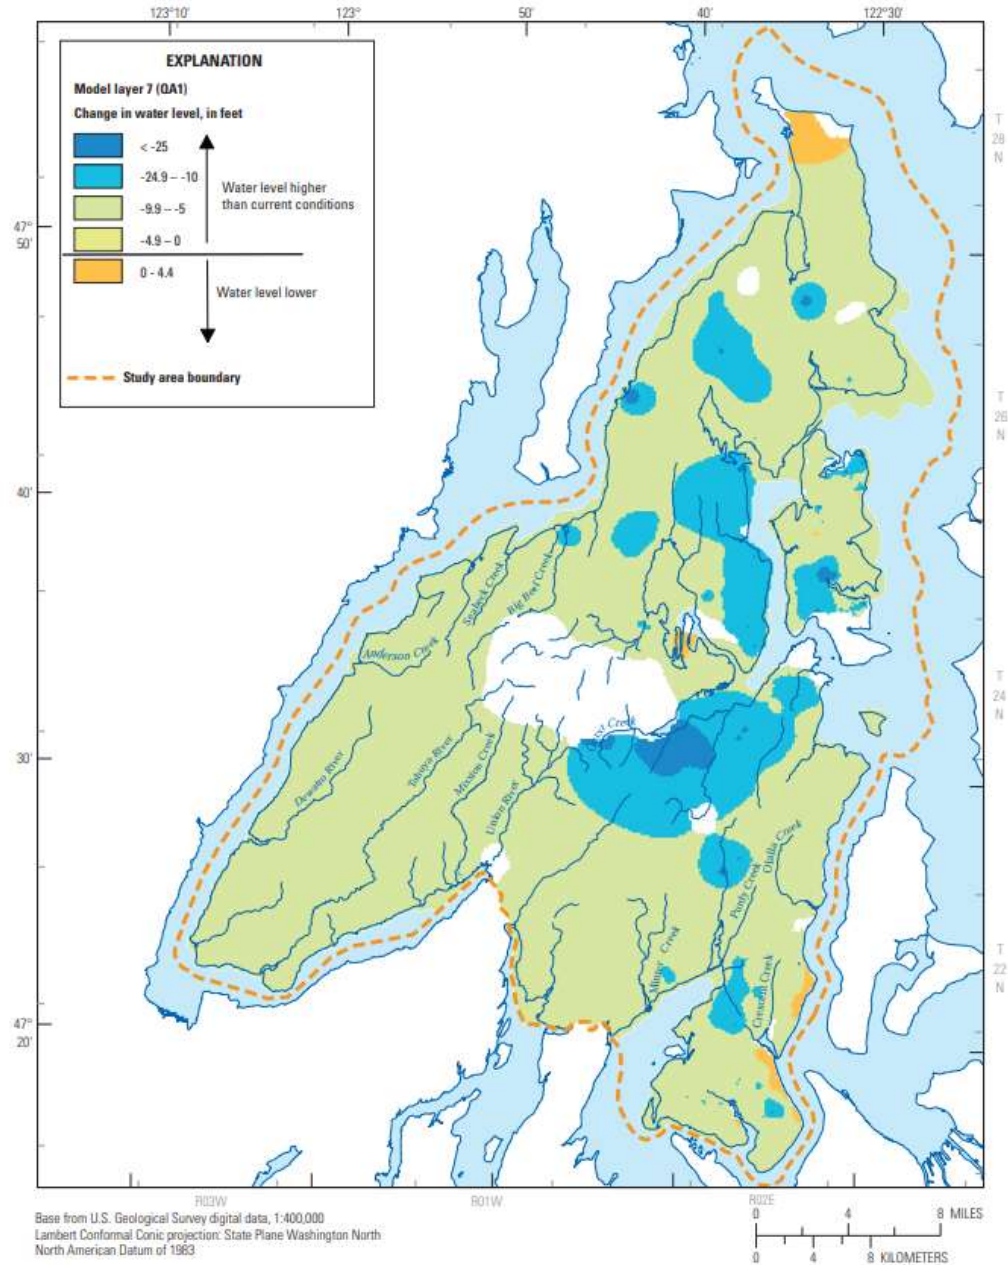 123°10'
123°
50'
40'
122°30'
EXPLANATION
Model layer 7 (QA1)
Change in water level, in feet
< -25
-24.9 – -10
-9.9 – -5
-4.9 – 0
0 - 4.4
Water level higher
than current conditions
Water level lower
Study area boundary
T
28
N
47°
50'
T
26
N
40'
Seabeck Creek
Big Beef Creek
Anderson Creek
T
24
N
30'
Dewatto River
Tahuya River
Mission Creek
Union River
Creek
Olalla Creek
Purdy Creek
Minter Creek
Crescent Creek
T
22
N
47°
20'
R03W
R01W
R02E
Base from U.S. Geological Survey digital data, 1:400,000
Lambert Conformal Conic projection: State Plane Washington North
North American Datum of 1983
0 4 8 MILES
0 4 8 KILOMETERS